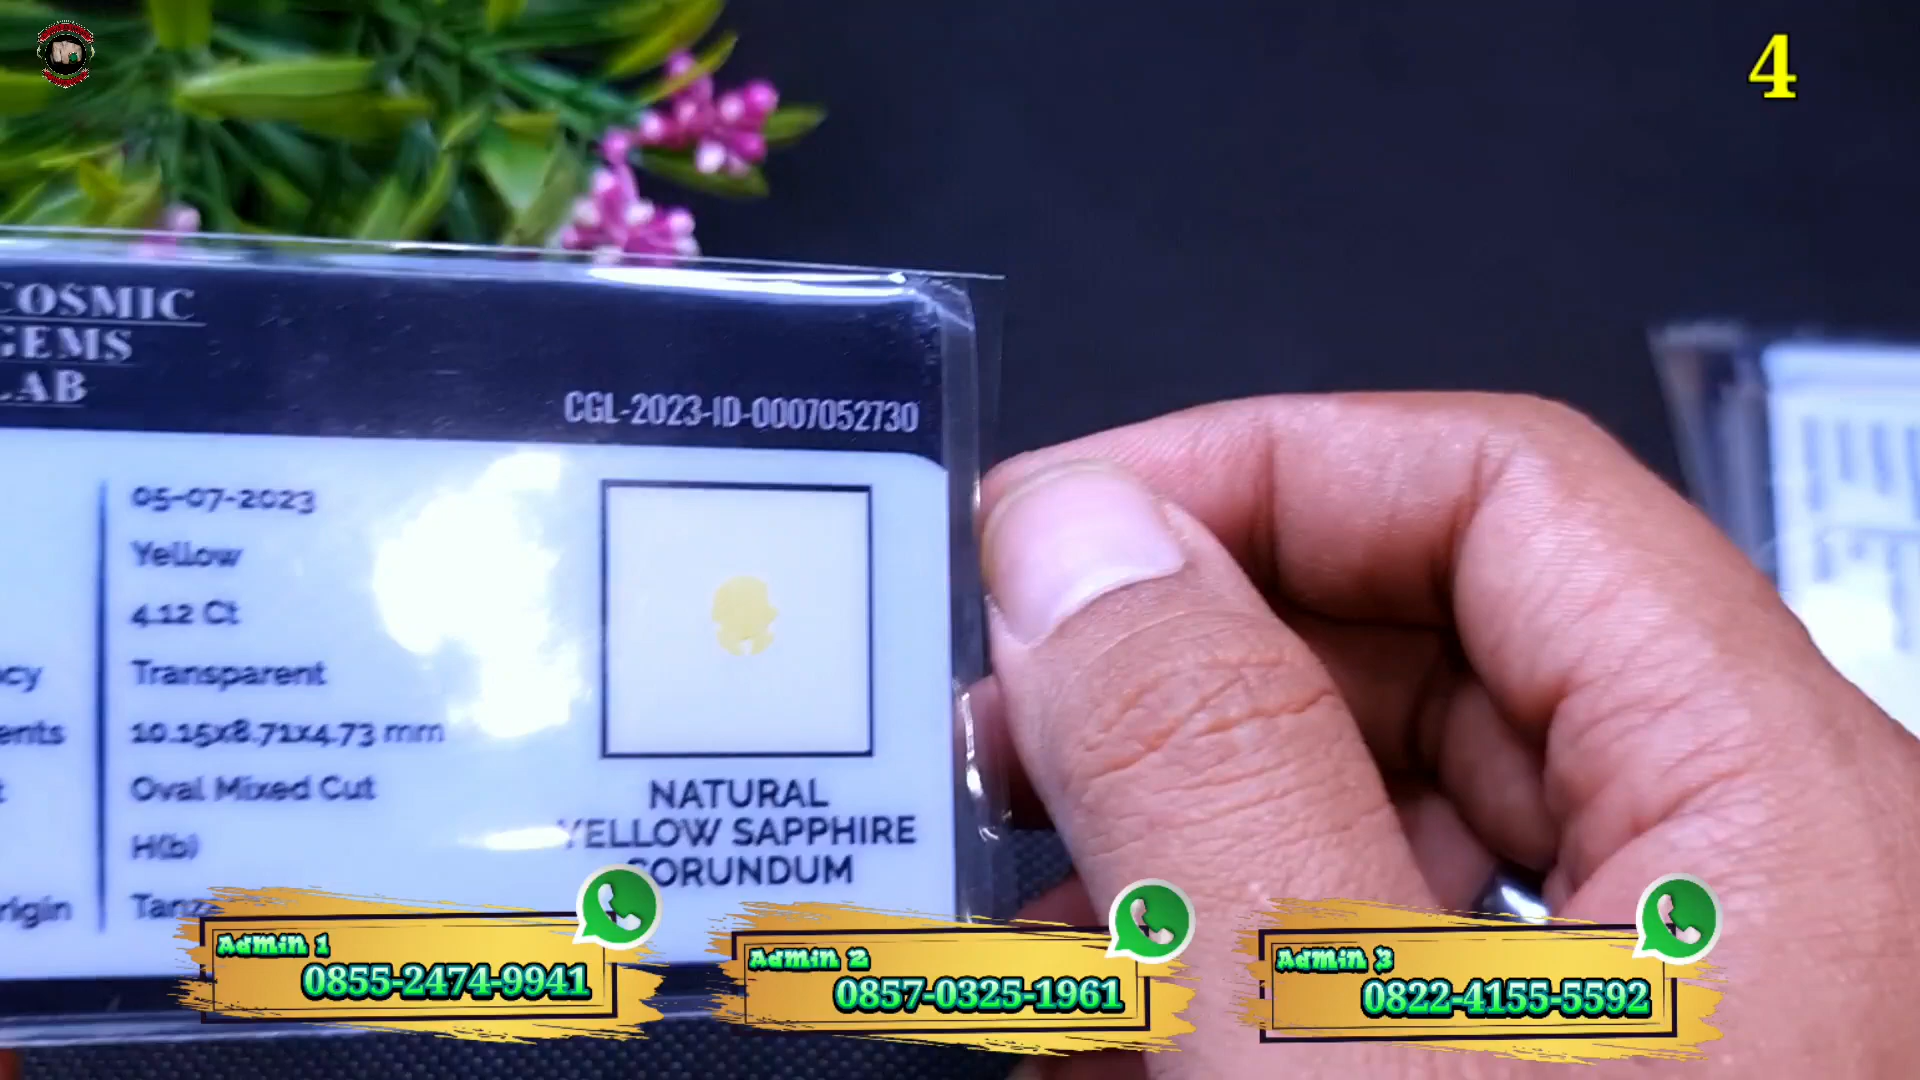 4
COSMIC
GEMS
LAB
CGL-2023-ID-0007052730
05-07-2023
Yellow
4.12 Ct
Transparent
10.15x8.71x4.73 mm
Oval Mixed Cut
H(b)
NATURAL
YELLOW SAPPHIRE
CORUNDUM
Admin 1
0855-2474-9941
Admin 2
0857-0325-1961
Admin 3
0822-4155-5592